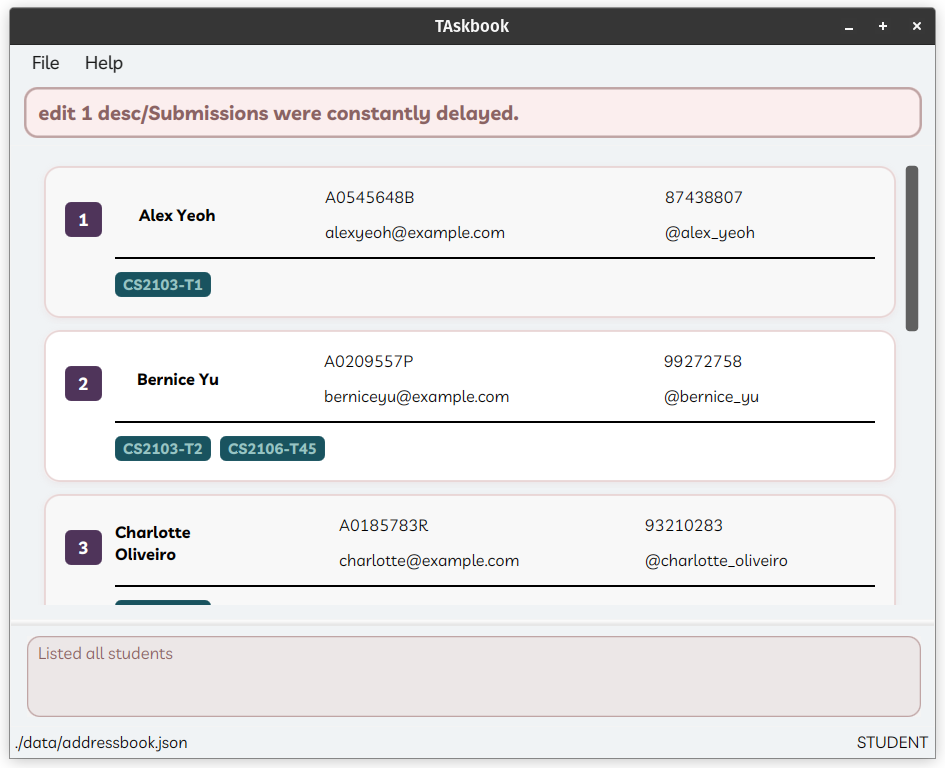 TAskbook
File Help
edit 1 desc/Submissions were constantly delayed.
1 Alex Yeoh A0545648B 87438807
alexyeoh@example.com @alex_yeoh
CS2103-T1
2 Bernice Yu A0209557P 99272758
berniceyu@example.com @bernice_yu
CS2103-T2 CS2106-T45
3 Charlotte Oliveiro A0185783R 93210283
charlotte@example.com @charlotte_oliveiro
Listed all students
./data/addressbook.json STUDENT